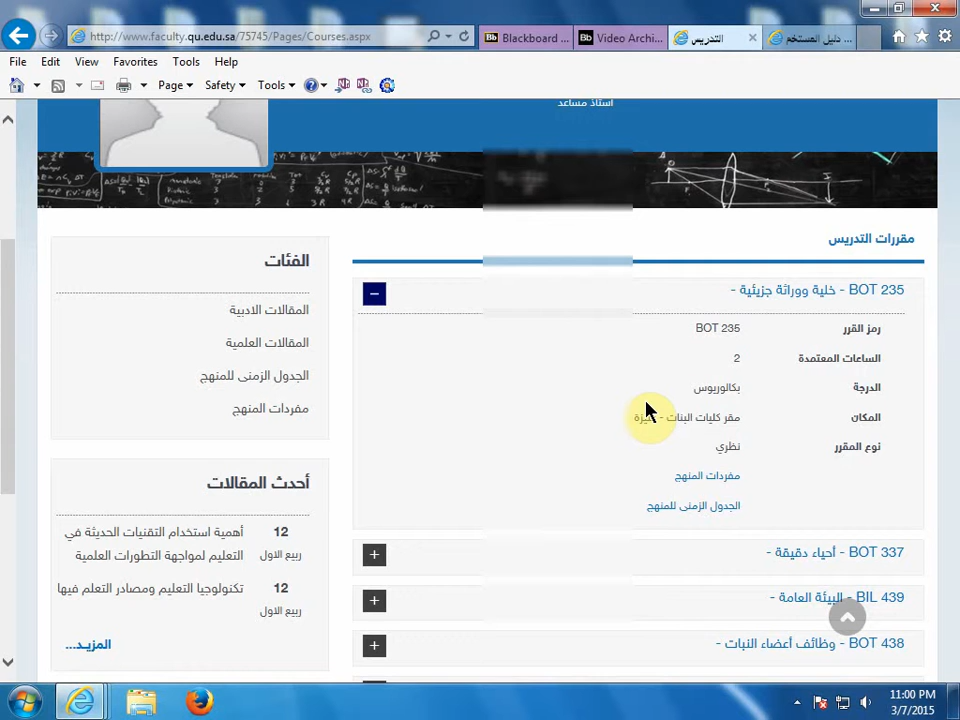 http://www.faculty.qu.edu.sa/75745/Pages/Courses.aspx
Blackboard ...
Video Archi...
التدريس
دليل المستخم ...
File Edit View Favorites Tools Help
Page Safety Tools
استاذ مساعد
مقررات التدريس
BOT 235 - خلية ووراثة جزيئية -
رمز القرر BOT 235
الساعات المعتمدة 2
الدرجة بكالوريوس
المكان مقر كليات البنات -
نوع المقرر نظري
مفردات المنهج
الجدول الزمنى للمنهج
BOT 337 - أحياء دقيقة -
BIL 439 - البيئة العامة -
BOT 438 - وظائف أعضاء النبات -
الفئات
المقالات الادبية
المقالات العلمية
الجدول الزمنى للمنهج
مفردات المنهج
أحدث المقالات
12 ربيع الاول
أهمية استخدام التقنيات الحديثة في
التعليم لمواجهة التطورات العلمية
12 ربيع الاول
تكنولوجيا التعليم ومصادر التعلم فيها
المزيـد...
11:00 PM
3/7/2015